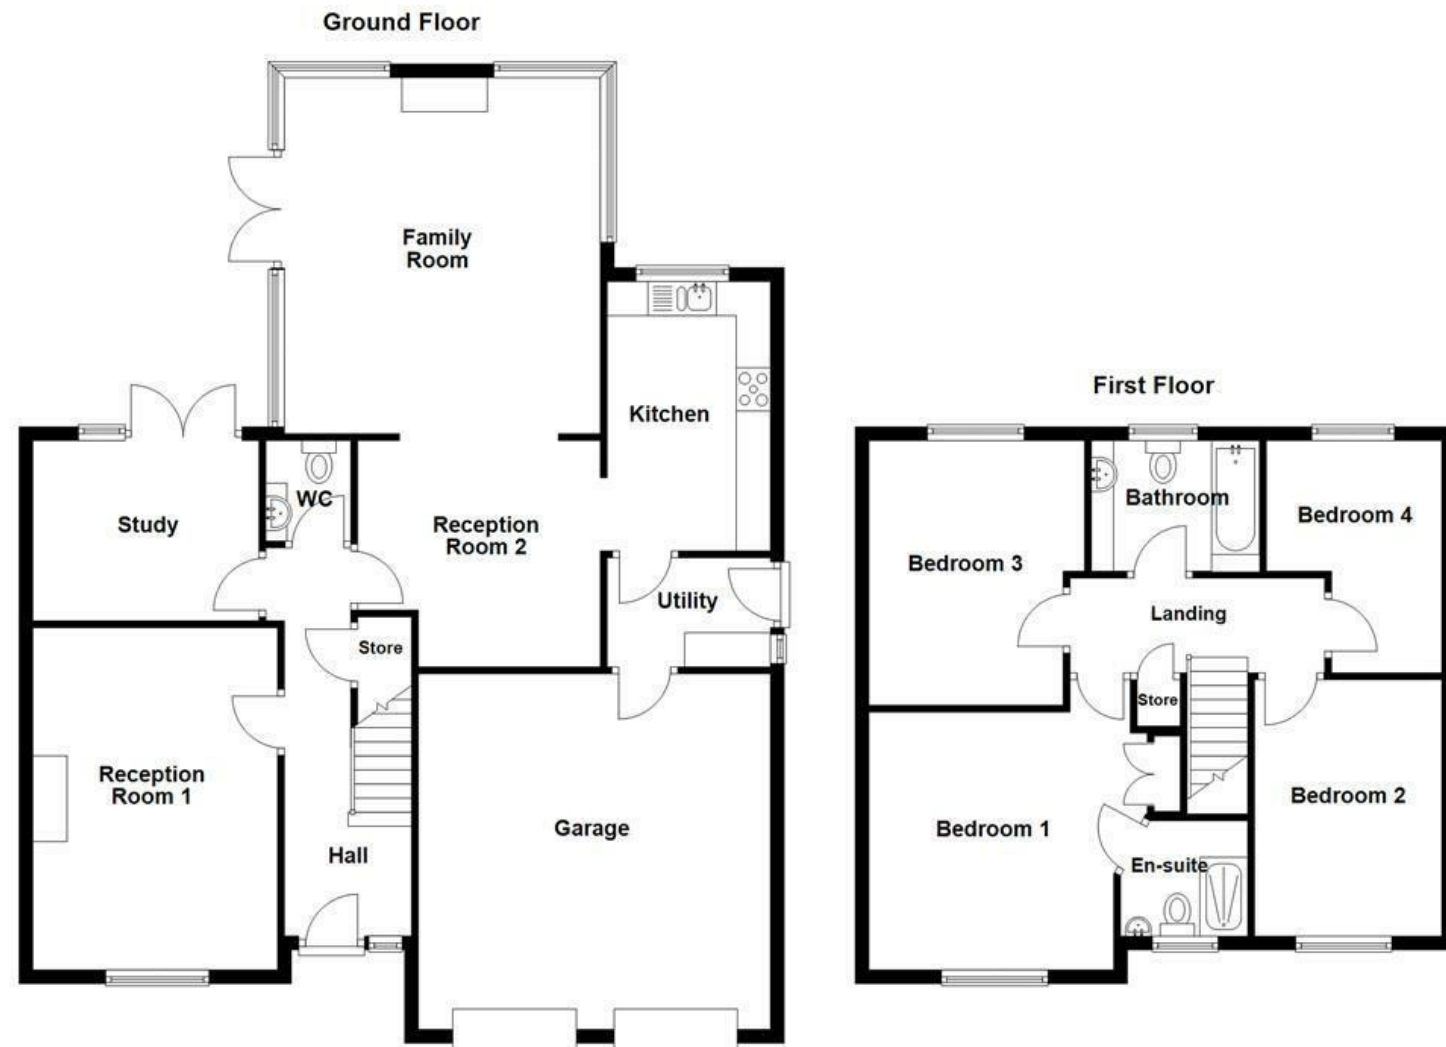 Ground Floor
Family
Room
Kitchen
WC
Study
Reception
Room 2
Utility
Store
Reception
Room 1
Garage
Hall
First Floor
Bathroom
Bedroom 4
Bedroom 3
Landing
Store
Bedroom 2
Bedroom 1
En-suite